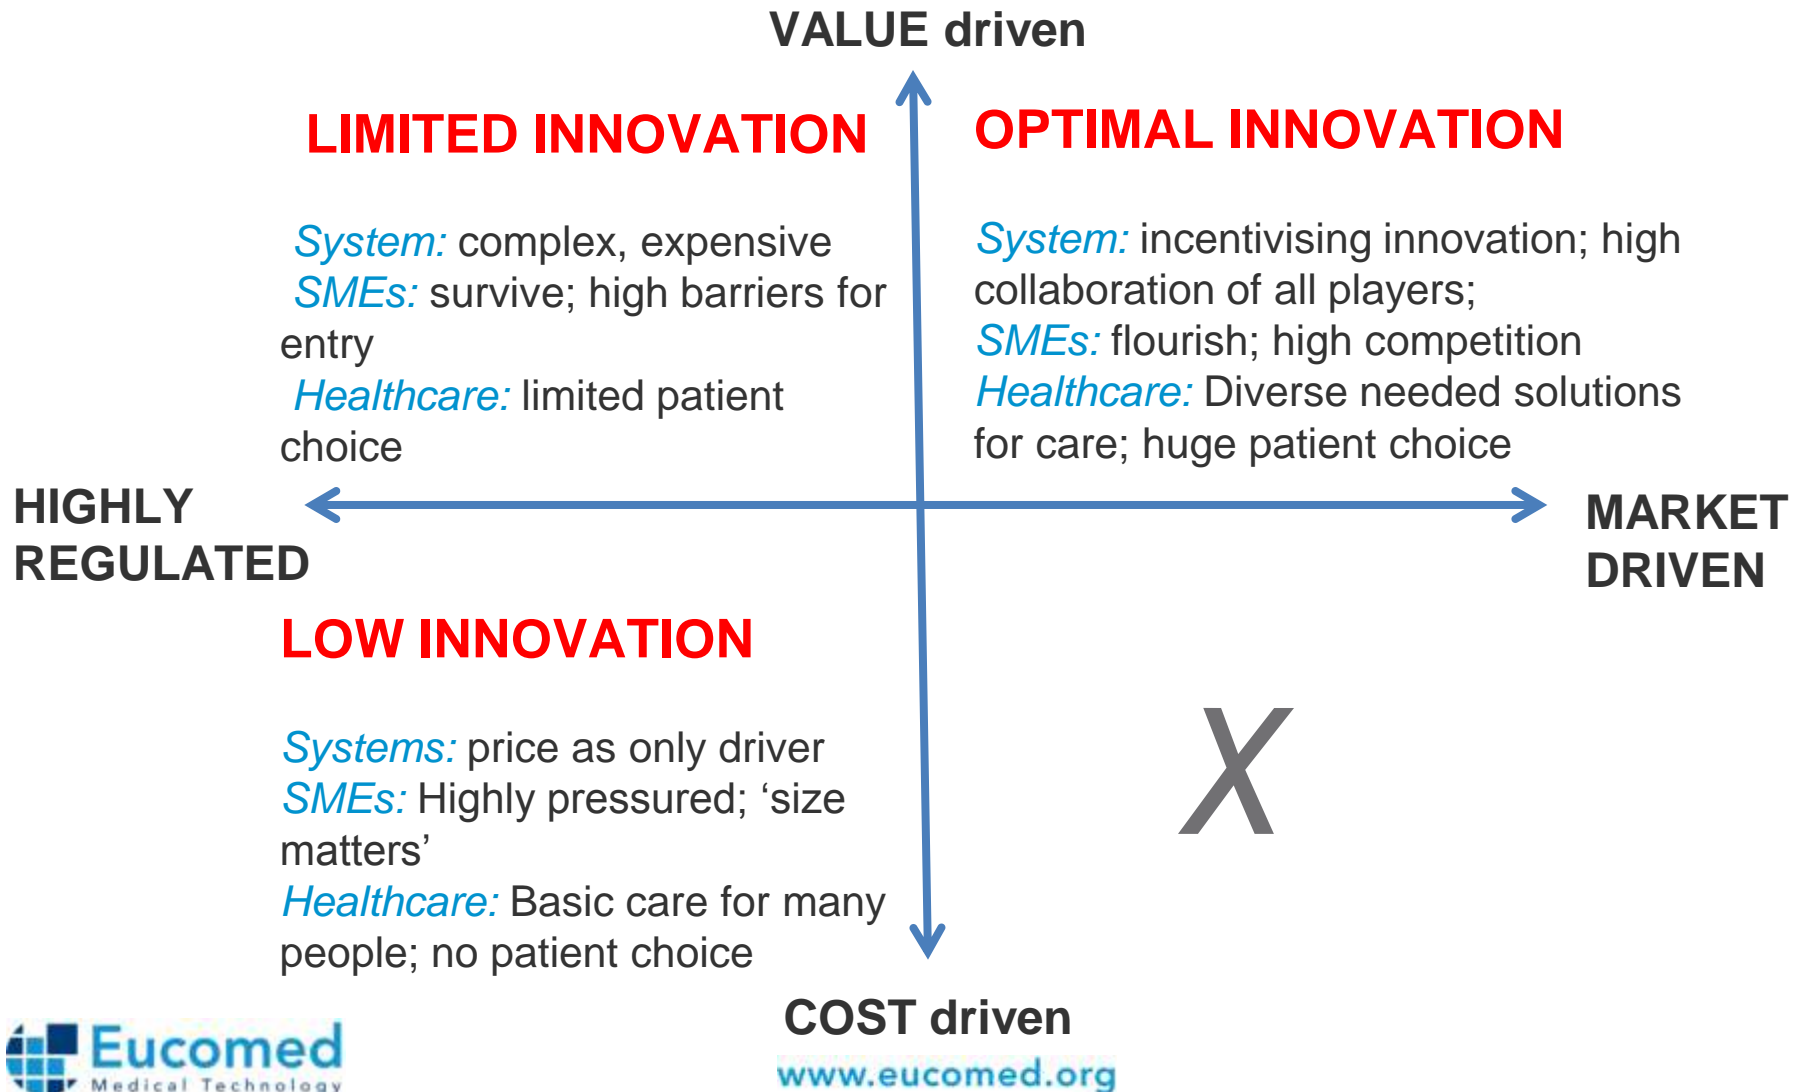 VALUE driven
LIMITED INNOVATION
System: complex, expensive
SMEs: survive; high barriers for
entry
Healthcare: limited patient
choice
OPTIMAL INNOVATION
System: incentivising innovation; high
collaboration of all players;
SMEs: flourish; high competition
Healthcare: Diverse needed solutions
for care; huge patient choice
HIGHLY
REGULATED
MARKET
DRIVEN
LOW INNOVATION
Systems: price as only driver
SMEs: Highly pressured; ‘size
matters’
Healthcare: Basic care for many
people; no patient choice
X
COST driven
Eucomed
Medical Technology
www.eucomed.org